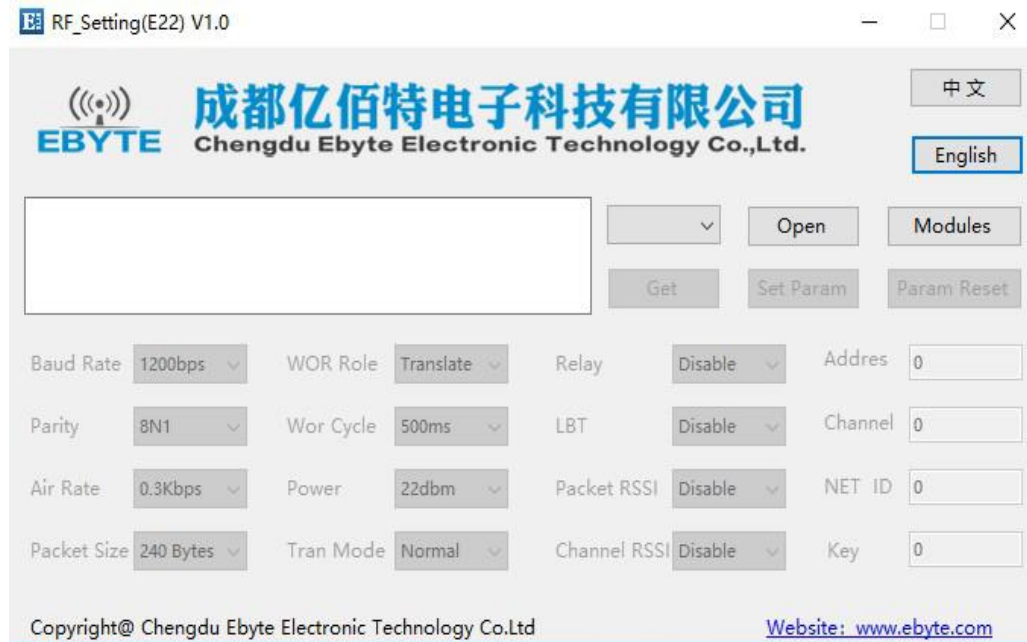 RF_Setting(E22) V1.0
中文
((())) EBYTE
成都亿佰特电子科技有限公司
Chengdu Ebyte Electronic Technology Co.,Ltd.
English
Open
Modules
Get
Set Param
Param Reset
Baud Rate 1200bps WOR Role Translate Relay Disable Addres 0
Parity 8N1 Wor Cycle 500ms LBT Disable Channel 0
Air Rate 0.3Kbps Power 22dbm Packet RSSI Disable NET ID 0
Packet Size 240 Bytes Tran Mode Normal Channel RSSI Disable Key 0
Copyright@ Chengdu Ebyte Electronic Technology Co.Ltd Website: www.ebyte.com